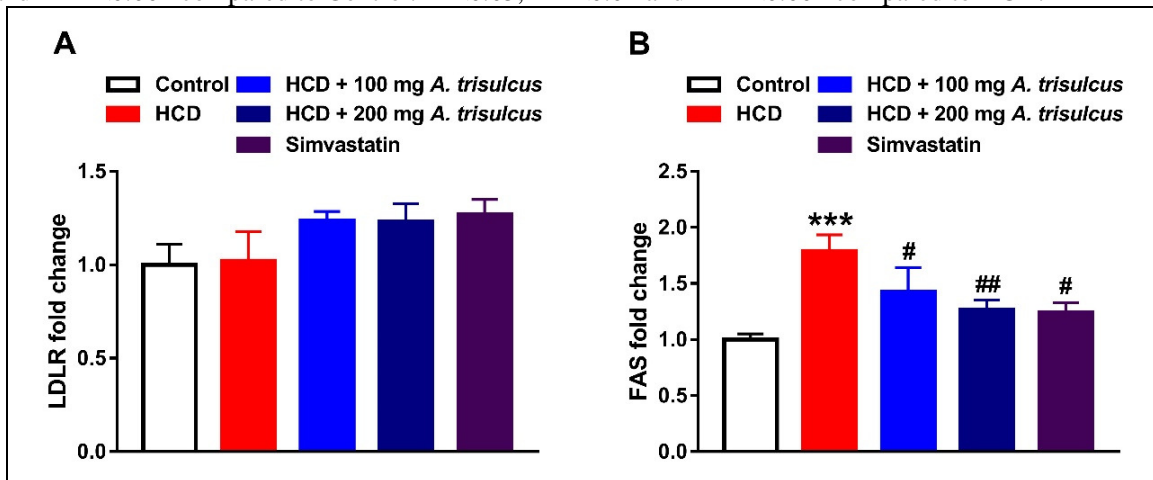 A
Control HCD + 100 mg A. trisulcus
HCD HCD + 200 mg A. trisulcus
Simvastatin
1.5
1.0
0.5
0.0
LDLR fold change
B
Control HCD + 100 mg A. trisulcus
HCD HCD + 200 mg A. trisulcus
Simvastatin
2.5
2.0
1.5
1.0
0.5
0.0
FAS fold change
***
#
##
#